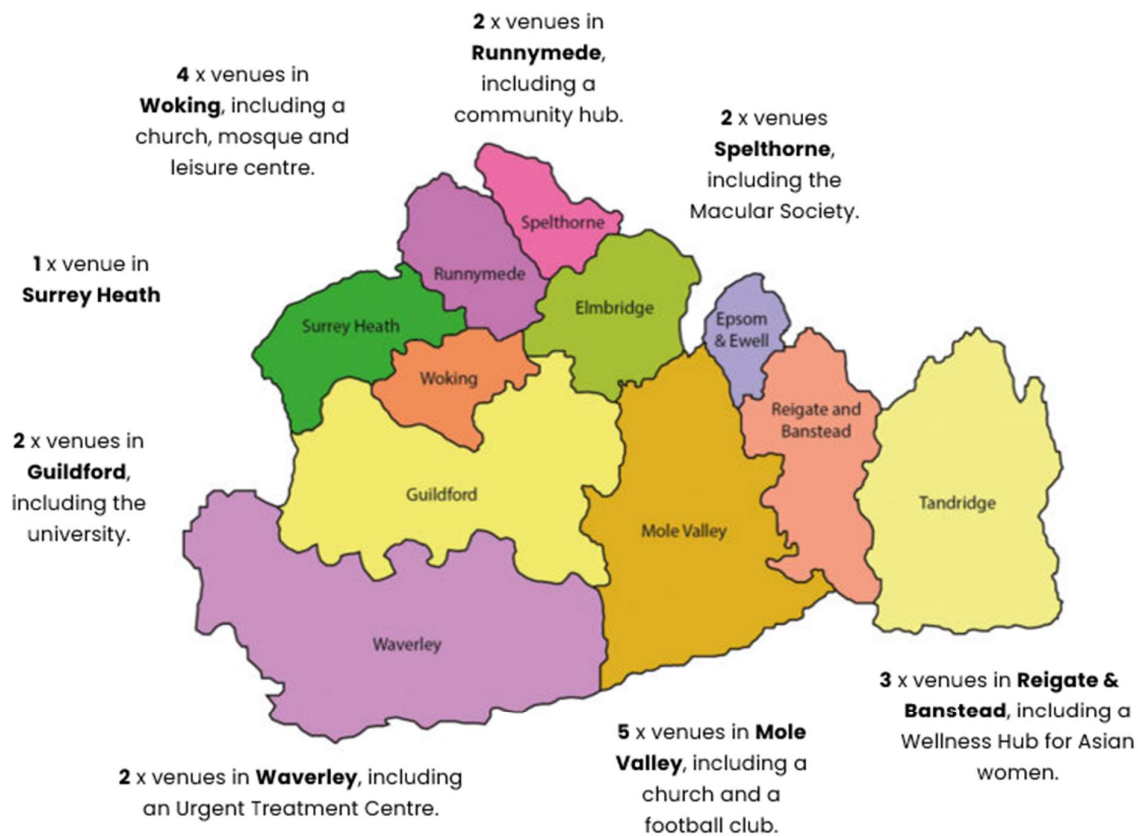 2 x venues in
Runnymede,
including a
community hub.
4 x venues in
Woking, including a
church, mosque and
leisure centre.
2 x venues
Spelthorne,
including the
Macular Society.
1 x venue in
Surrey Heath
2 x venues in
Guildford,
including the
university.
Spelthorne
Runnymede
Elmbridge
Surrey Heath
Epsom
& Ewell
Woking
Reigate and
Banstead
Guildford
Tandridge
Mole Valley
Waverley
3 x venues in Reigate &
Banstead, including a
Wellness Hub for Asian
women.
5 x venues in Mole
Valley, including a
church and a
football club.
2 x venues in Waverley, including
an Urgent Treatment Centre.